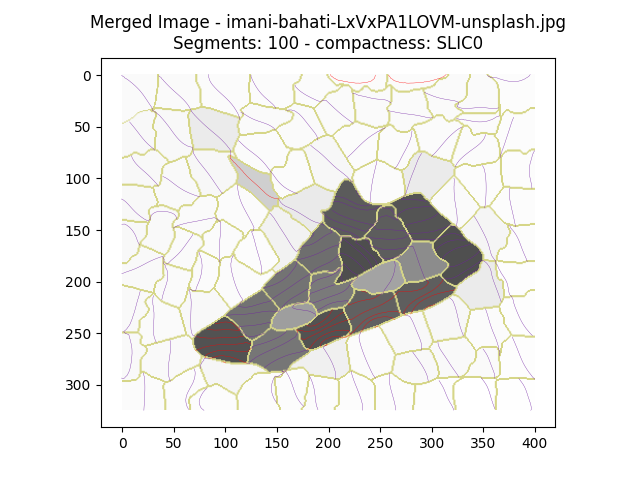 Merged Image - imani-bahati-LxVxPA1LOVM-unsplash.jpg
Segments: 100 - compactness: SLIC0
0
50
100
150
200
250
300
0 50 100 150 200 250 300 350 400